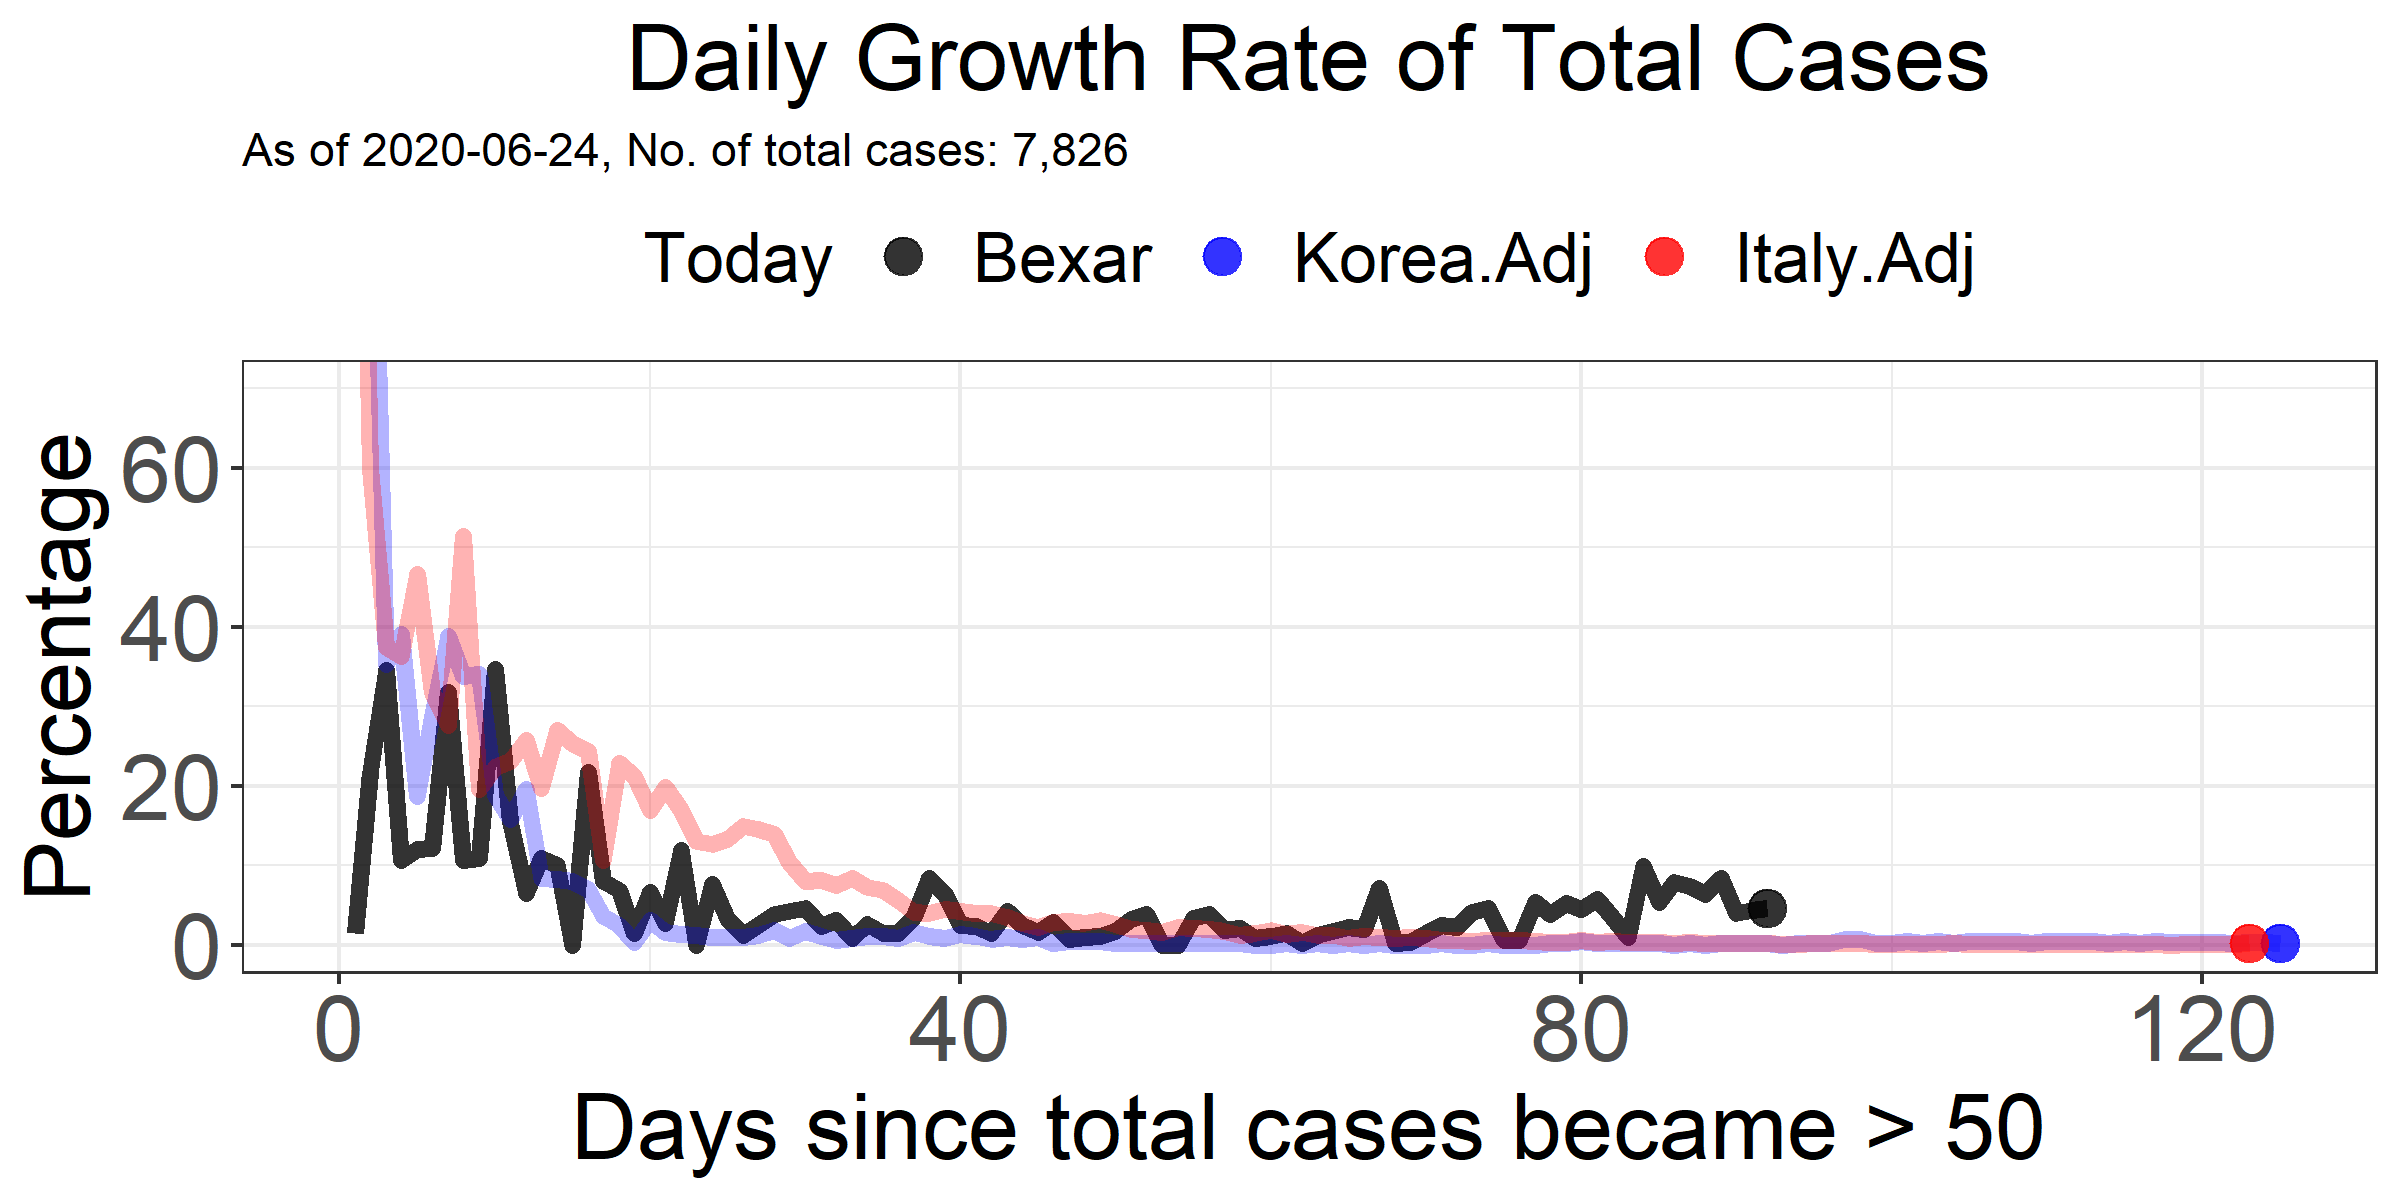 Daily Growth Rate of Total Cases
As of 2020-06-24, No. of total cases: 7,826
Today Bexar Korea.Adj Italy.Adj
Percentage
60
40
20
0
0 40 80 120
Days since total cases became > 50